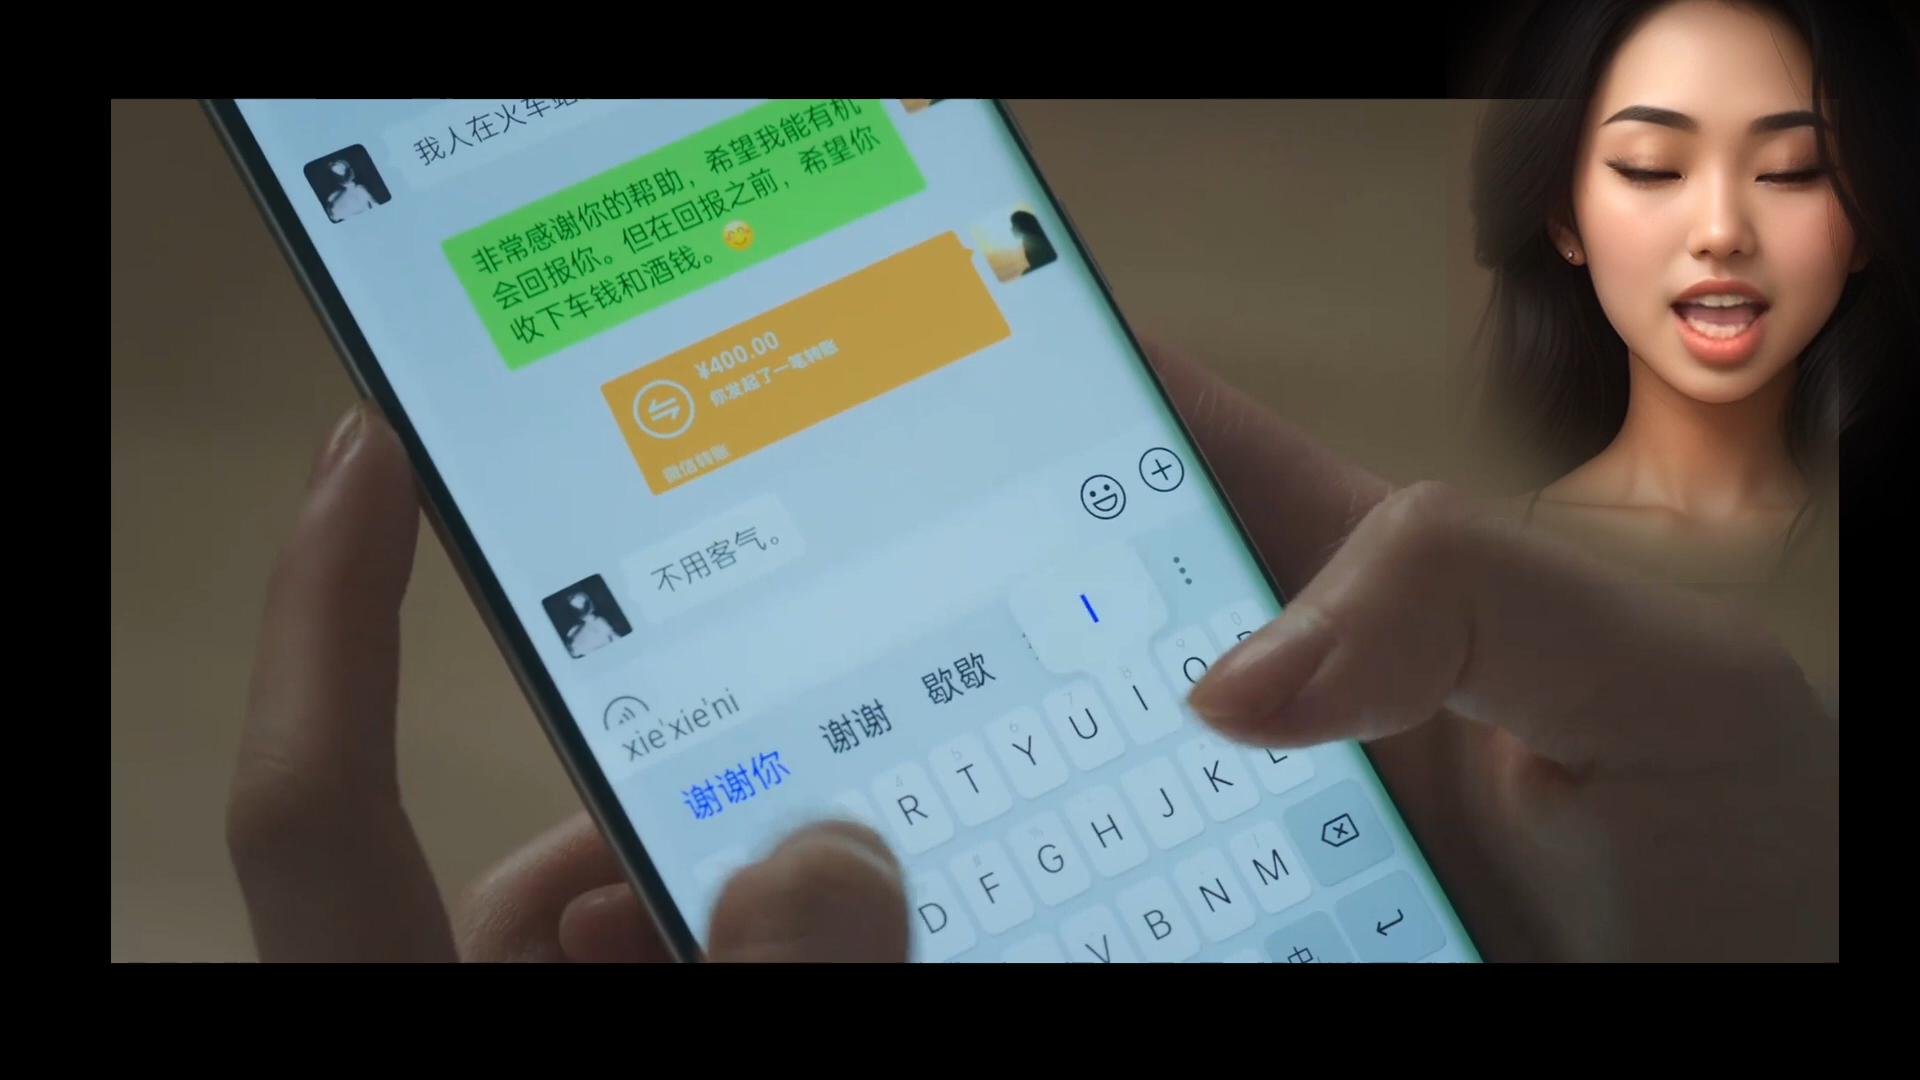 我人在火车站
非常感谢你的帮助，希望我能有机
会回报你。但在回报之前，希望你
收下车钱和酒钱。😊
¥400.00
你发起了一笔转账
微信转账
不用客气。
xie'xie'ni
谢谢你 谢谢 歇歇
I
R T Y U I O P
D F G H J K L
V B N M
中